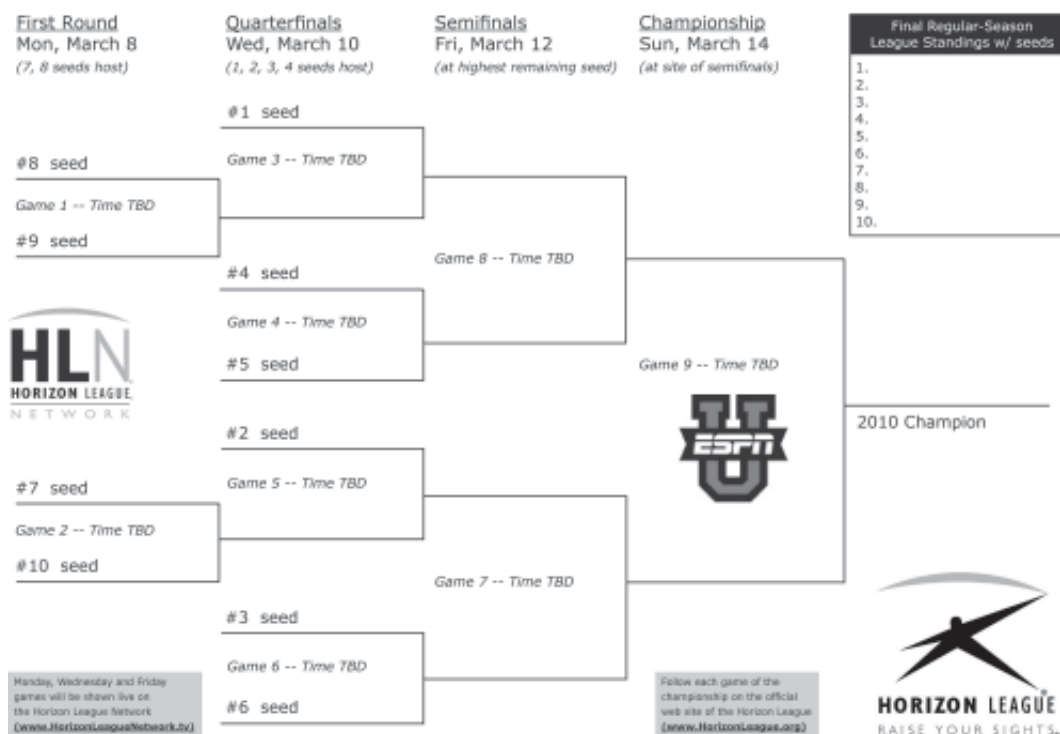 First Round
Mon, March 8
(7, 8 seeds host)
Quarterfinals
Wed, March 10
(1, 2, 3, 4 seeds host)
Semifinals
Fri, March 12
(at highest remaining seed)
Championship
Sun, March 14
(at site of semifinals)
Final Regular-Season
League Standings w/ seeds
1.
2.
3.
4.
5.
6.
7.
8.
9.
10.
#1 seed
Game 3 -- Time TBD
#8 seed
Game 1 -- Time TBD
#9 seed
Game 8 -- Time TBD
#4 seed
Game 4 -- Time TBD
#5 seed
HLN
HORIZON LEAGUE
NETWORK
Game 9 -- Time TBD
U
ESPN
2010 Champion
#2 seed
Game 5 -- Time TBD
#7 seed
Game 2 -- Time TBD
#10 seed
Game 7 -- Time TBD
#3 seed
Game 6 -- Time TBD
#6 seed
Monday, Wednesday and Friday
games will be shown live on
the Horizon League Network
(www.HorizonLeagueNetwork.tv)
Follow each game of the
championship on the official
web site of the Horizon League
(www.HorizonLeague.org)
HORIZON LEAGUE®
RAISE YOUR SIGHTS.